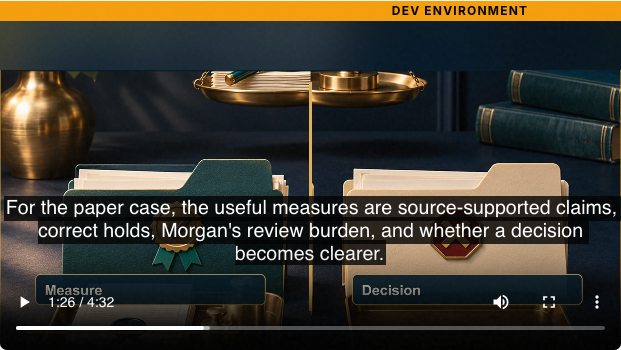 DEV ENVIRONMENT
For the paper case, the useful measures are source-supported claims,
correct holds, Morgan's review burden, and whether a decision
becomes clearer.
Measure
Decision
1:26 / 4:32